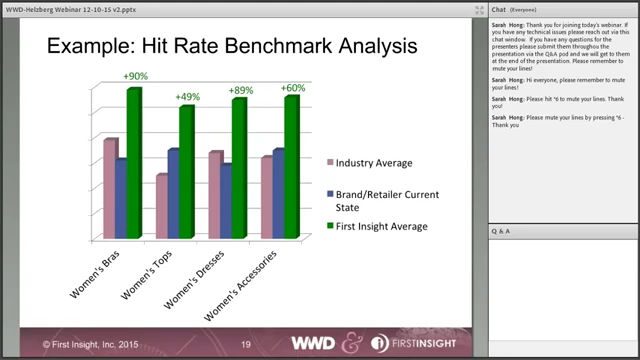 WWD-Helzberg Webinar 12-10-15 v2.pptx
Example: Hit Rate Benchmark Analysis
+90%
+49%
+89%
+60%
Industry Average
Brand/Retailer Current
State
First Insight Average
Women's Bras
Women's Tops
Women's Dresses
Women's Accessories
© First Insight, Inc. 2015
19
WWD & FIRSTINSIGHT
Chat (Everyone)
Sarah Hong: Thank you for joining today's webinar. If
you have any technical issues please reach out via this
chat window. If you have any questions for the
presenters please submit them throughout the
presentation via the Q&A pod and we will get to them
at the end of the presentation. Please remember to
mute your lines!
Sarah Hong: Hi everyone, please remember to mute
your lines!
Sarah Hong: Please hit *6 to mute your lines. Thank
you!
Sarah Hong: Please mute your lines by pressing *6 -
Thank you
Q & A